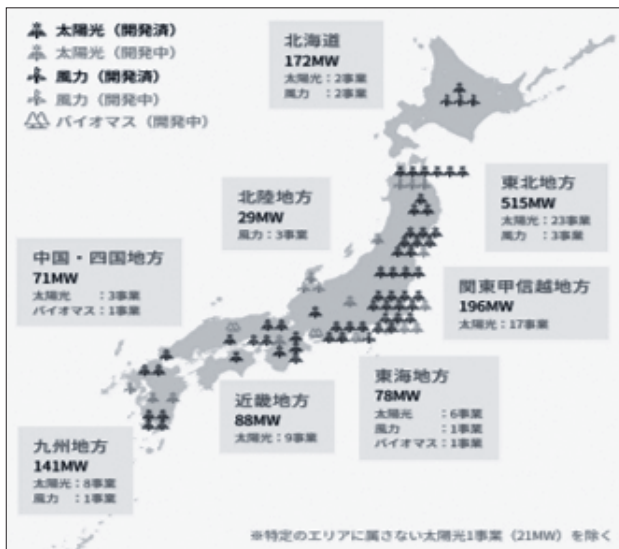 太陽光（開発済）
太陽光（開発中）
風力（開発済）
風力（開発中）
バイオマス（開発中）
北海道
172MW
太陽光：2事業
風力　：2事業
東北地方
515MW
太陽光：23事業
風力　：3事業
北陸地方
29MW
風力：3事業
中国・四国地方
71MW
太陽光　　：3事業
バイオマス：1事業
関東甲信越地方
196MW
太陽光：17事業
東海地方
78MW
太陽光　　：6事業
風力　　　：1事業
バイオマス：1事業
近畿地方
88MW
太陽光：9事業
九州地方
141MW
太陽光：8事業
風力　：1事業
※特定のエリアに属さない太陽光1事業（21MW）を除く